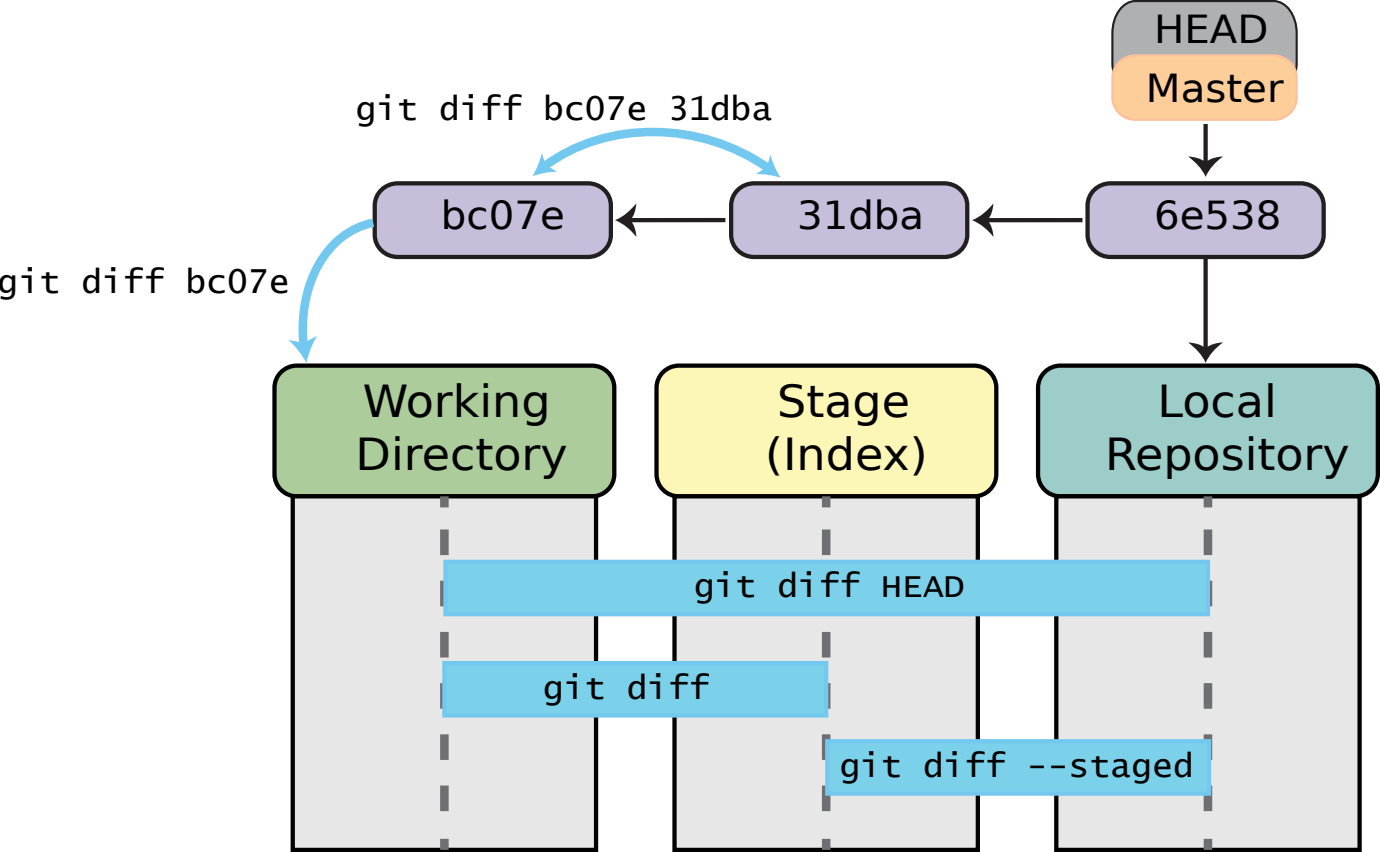 HEAD
Master
git diff bc07e 31dba
bc07e
31dba
6e538
git diff bc07e
Working
Directory
Stage
(Index)
Local
Repository
git diff HEAD
git diff
git diff --staged